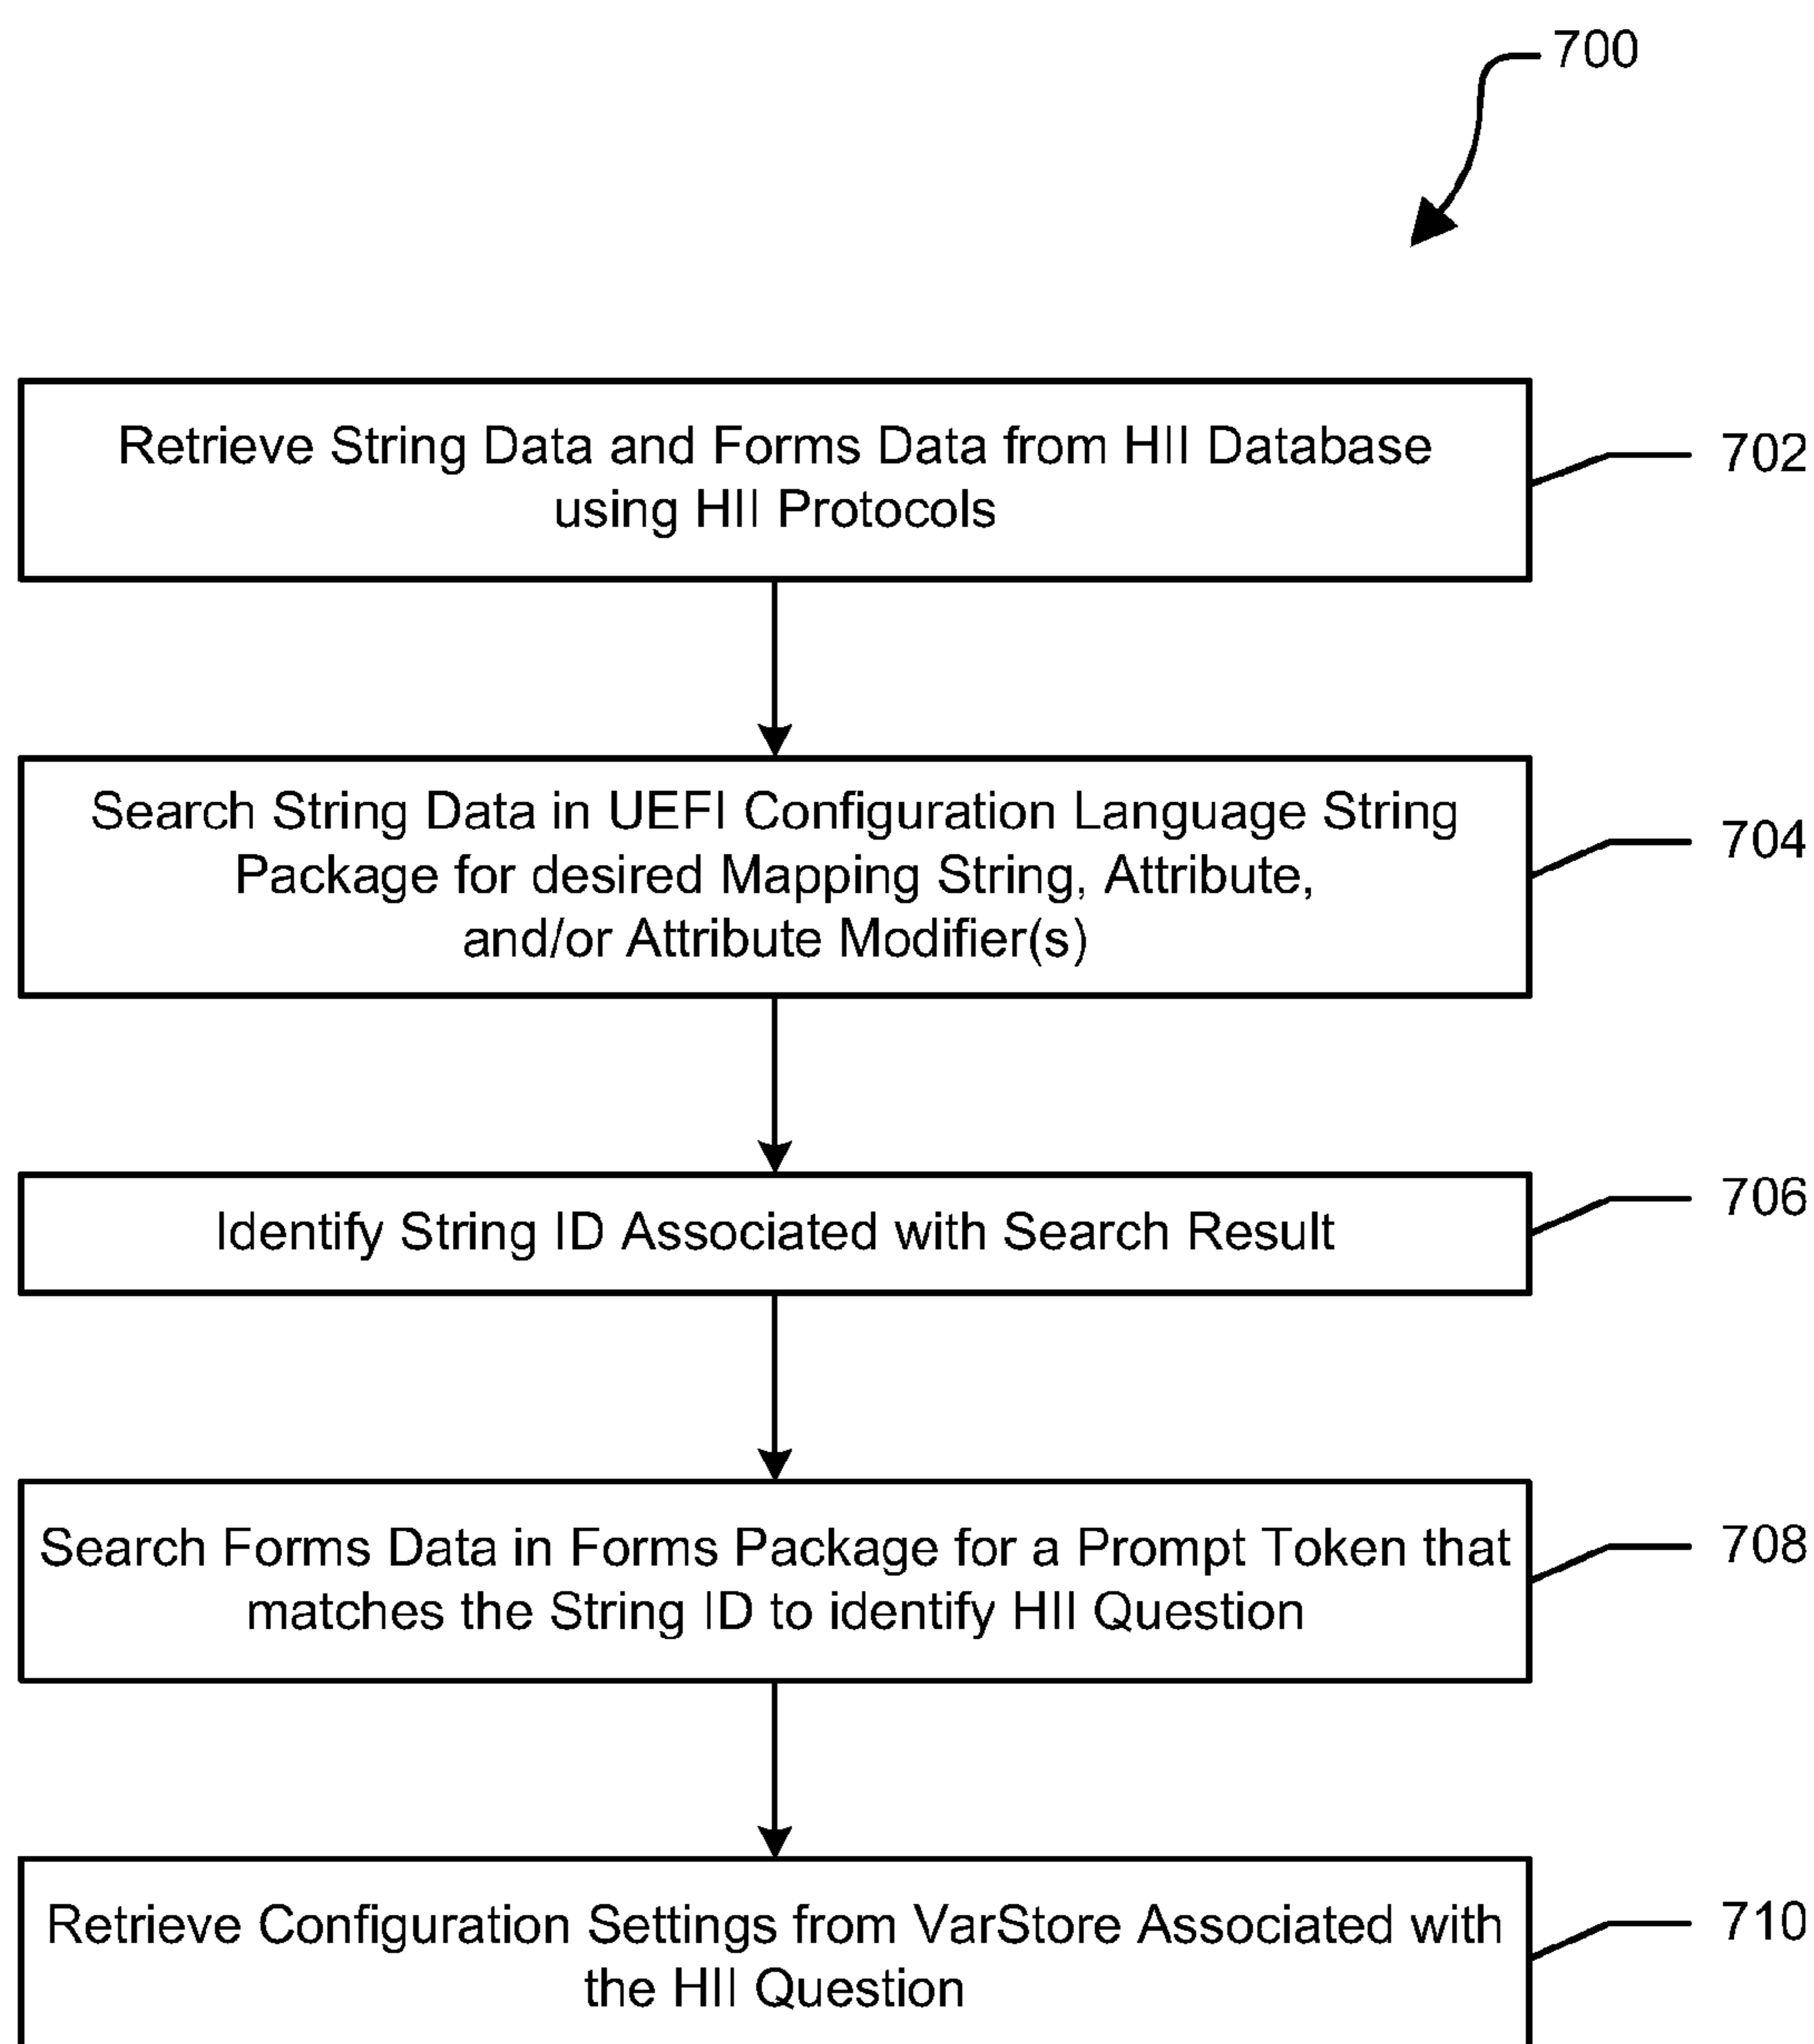 700
Retrieve String Data and Forms Data from HII Database
using HII Protocols
702
Search String Data in UEFI Configuration Language String
Package for desired Mapping String, Attribute,
and/or Attribute Modifier(s)
704
Identify String ID Associated with Search Result
706
Search Forms Data in Forms Package for a Prompt Token that
matches the String ID to identify HII Question
708
Retrieve Configuration Settings from VarStore Associated with
the HII Question
710